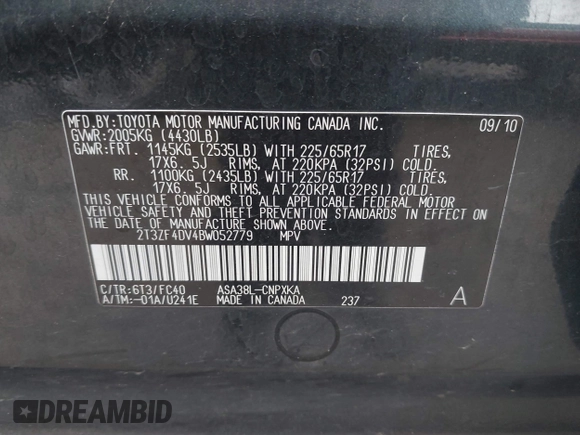 MFD.BY:TOYOTA MOTOR MANUFACTURING CANADA INC. 09/10
GVWR:2005KG (4430LB)
GAWR:FRT. 1145KG (2535LB) WITH 225/65R17 TIRES,
17X6. 5J RIMS, AT 220KPA (32PSI) COLD.
RR. 1100KG (2435LB) WITH 225/65R17 TIRES,
17X6. 5J RIMS, AT 220KPA (32PSI) COLD.
THIS VEHICLE CONFORMS TO ALL APPLICABLE FEDERAL MOTOR
VEHICLE SAFETY AND THEFT PREVENTION STANDARDS IN EFFECT
ON THE DATE OF MANUFACTURE SHOWN ABOVE.
2T3ZF4DV4BW052779 MPV
C/TR:6T3/FC40 ASA38L-CNPXKA
A/TM:-01A/U241E MADE IN CANADA 237 A
DREAMBID